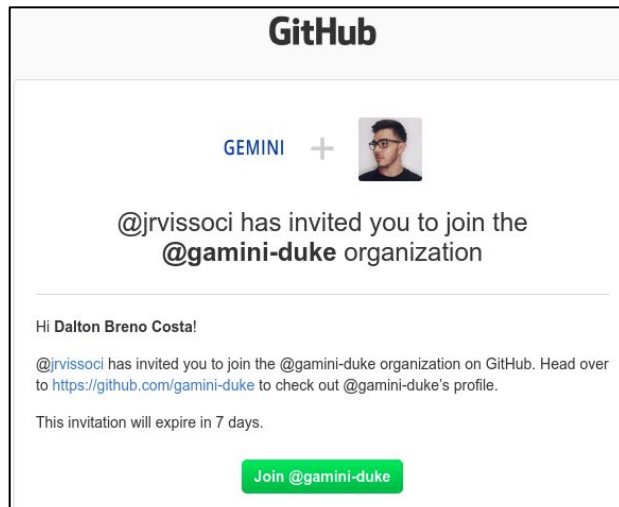 GitHub
GEMINI +
@jrvissoci has invited you to join the
@gamini-duke organization
Hi Dalton Breno Costa!
@jrvissoci has invited you to join the @gamini-duke organization on GitHub. Head over
to https://github.com/gamini-duke to check out @gamini-duke's profile.
This invitation will expire in 7 days.
Join @gamini-duke